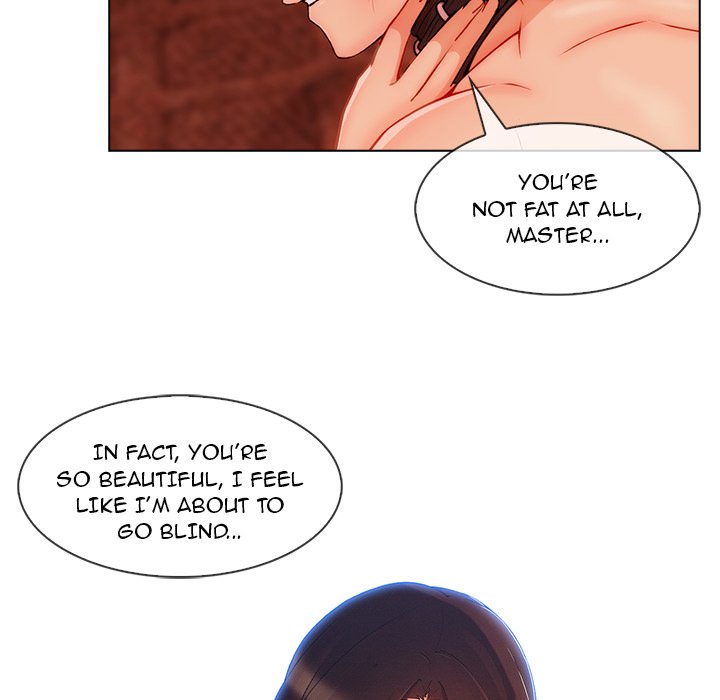 YOU'RE
NOT FAT AT ALL,
MASTER...
IN FACT, YOU'RE
SO BEAUTIFUL, I FEEL
LIKE I'M ABOUT TO
GO BLIND...